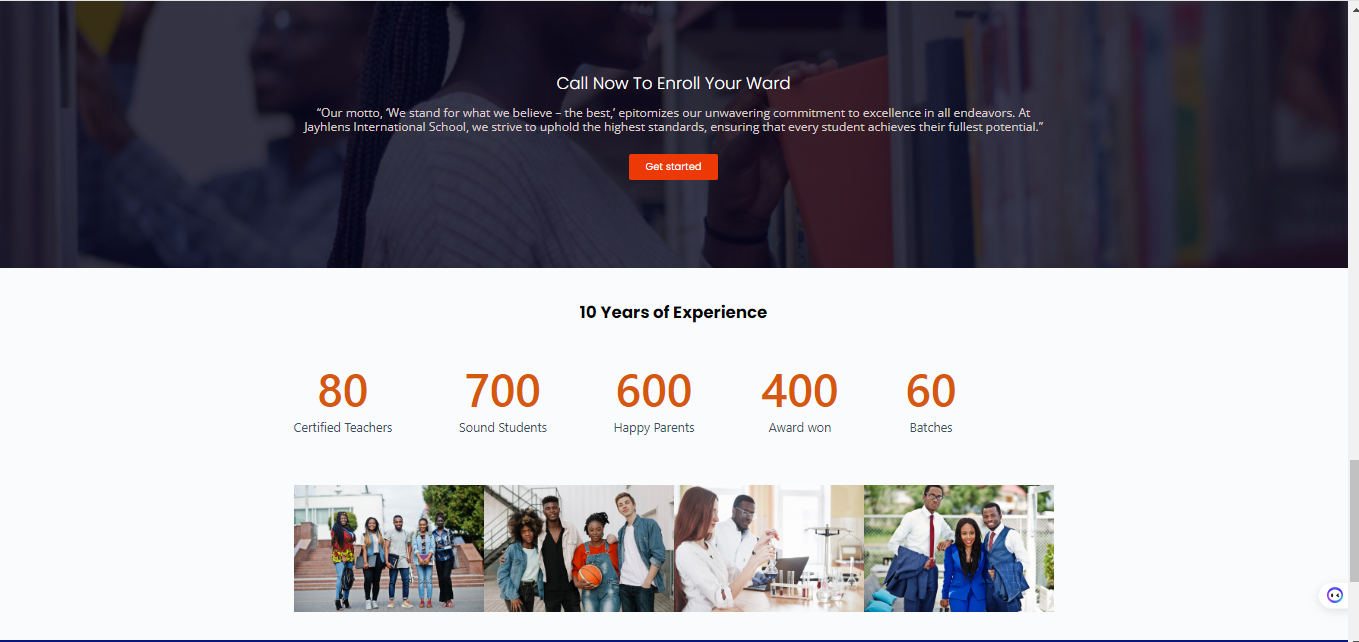 Call Now To Enroll Your Ward
“Our motto, ‘We stand for what we believe – the best,’ epitomizes our unwavering commitment to excellence in all endeavors. At
Jayhlens International School, we strive to uphold the highest standards, ensuring that every student achieves their fullest potential.”
Get started
10 Years of Experience
80 700 600 400 60
Certified Teachers Sound Students Happy Parents Award won Batches